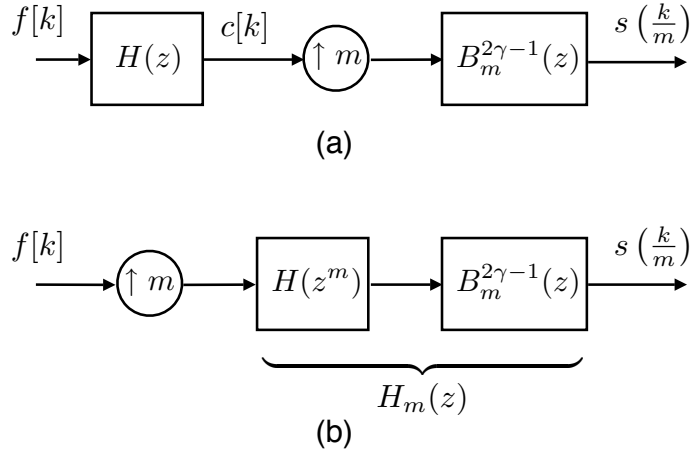 f[k] H(z) c[k] ↑ m B_m^{2γ−1}(z) s(k/m)
(a)
f[k] ↑ m H(z^m) B_m^{2γ−1}(z) s(k/m)
H_m(z)
(b)